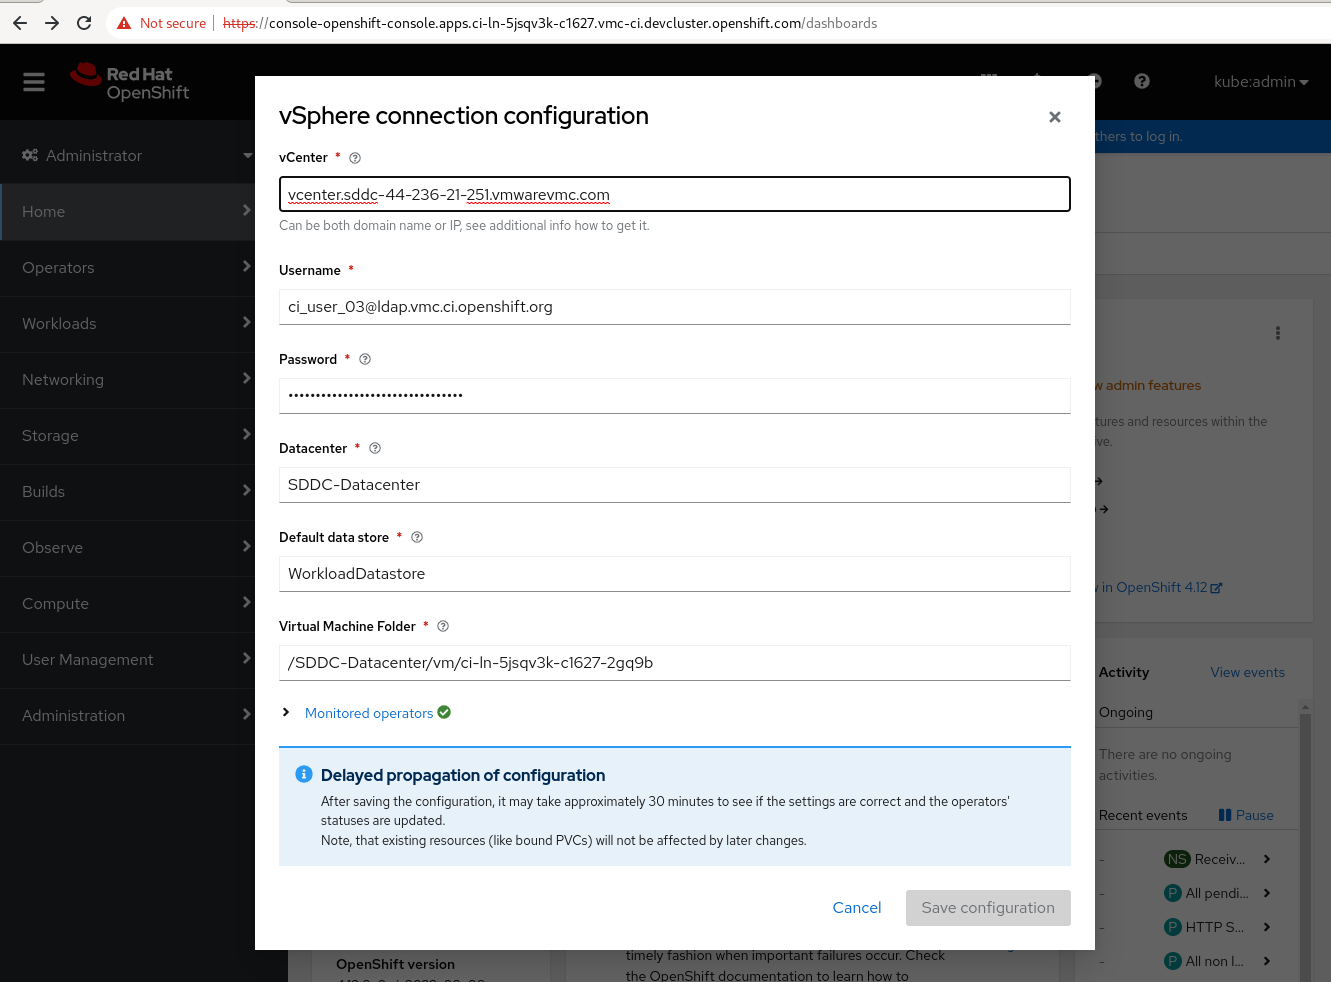 Not secure https://console-openshift-console.apps.ci-ln-5jsqv3k-c1627.vmc-ci.devcluster.openshift.com/dashboards
Red Hat
OpenShift
kube:admin
thers to log in.
Administrator
Home
Operators
Workloads
Networking
Storage
Builds
Observe
Compute
User Management
Administration
vSphere connection configuration
vCenter *
vcenter.sddc-44-236-21-251.vmwarevmc.com
Can be both domain name or IP, see additional info how to get it.
Username *
ci_user_03@ldap.vmc.ci.openshift.org
Password *
••••••••••••••••••••••••••••••••
Datacenter *
SDDC-Datacenter
Default data store *
WorkloadDatastore
Virtual Machine Folder *
/SDDC-Datacenter/vm/ci-ln-5jsqv3k-c1627-2gq9b
Monitored operators
Delayed propagation of configuration
After saving the configuration, it may take approximately 30 minutes to see if the settings are correct and the operators'
statuses are updated.
Note, that existing resources (like bound PVCs) will not be affected by later changes.
Cancel
Save configuration
w admin features
tures and resources within the
ve.
w in OpenShift 4.12
Activity
View events
Ongoing
There are no ongoing
activities.
Recent events
Pause
- NS Receiv...
- P All pendi...
- P HTTP S...
- P All non l...
OpenShift version
timely fashion when important failures occur. Check
the OpenShift documentation to learn how to